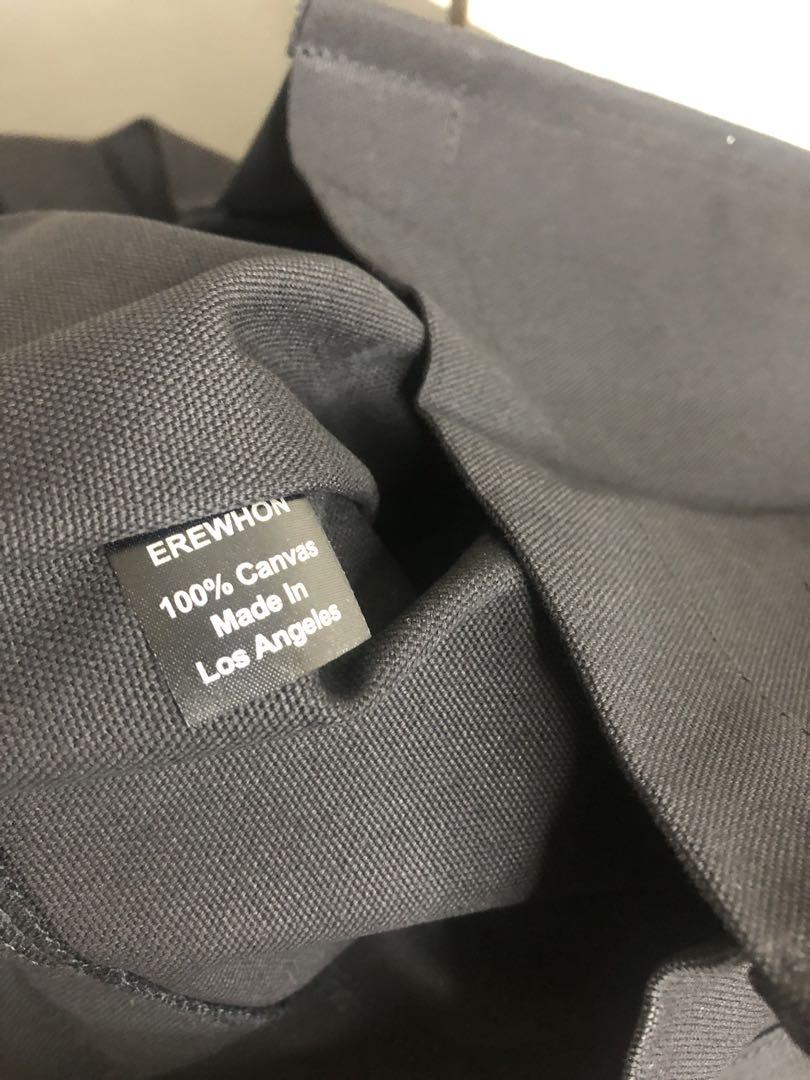 EREWHON
100% Canvas
Made In
Los Angeles